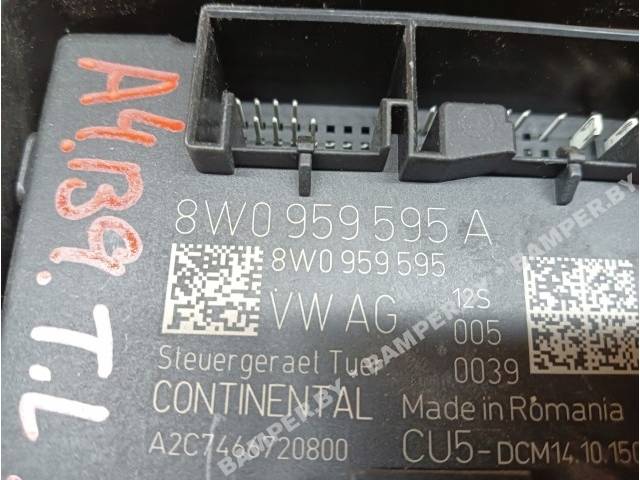 A4.B9.T.L
8W0 959 595 A
8W0 959 595
VW AG
12S
005
Steuergeraet Tuer
0039
CONTINENTAL
Made in Romania
A2C7466720800
CU5-DCM14.10.150
BAMPER.BY
BAMPER.BY
BAMPER.BY